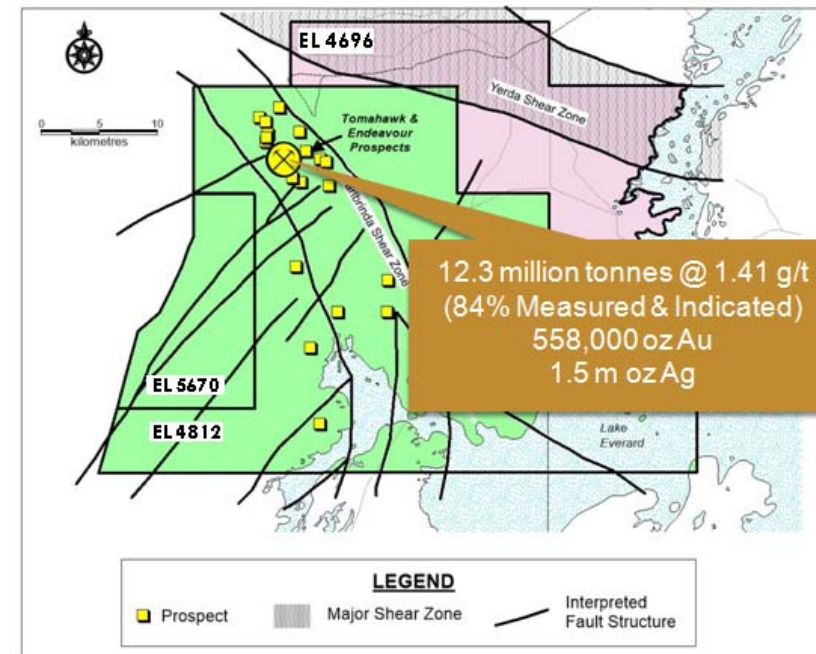 EL 4696
Yerda Shear Zone
0 5 10
kilometres
Tomahawk &
Endeavour
Prospects
Shear Zone
12.3 million tonnes @ 1.41 g/t
(84% Measured & Indicated)
558,000 oz Au
1.5 m oz Ag
EL 5670
EL 4812
Lake
Everard
LEGEND
Prospect
Major Shear Zone
Interpreted
Fault Structure